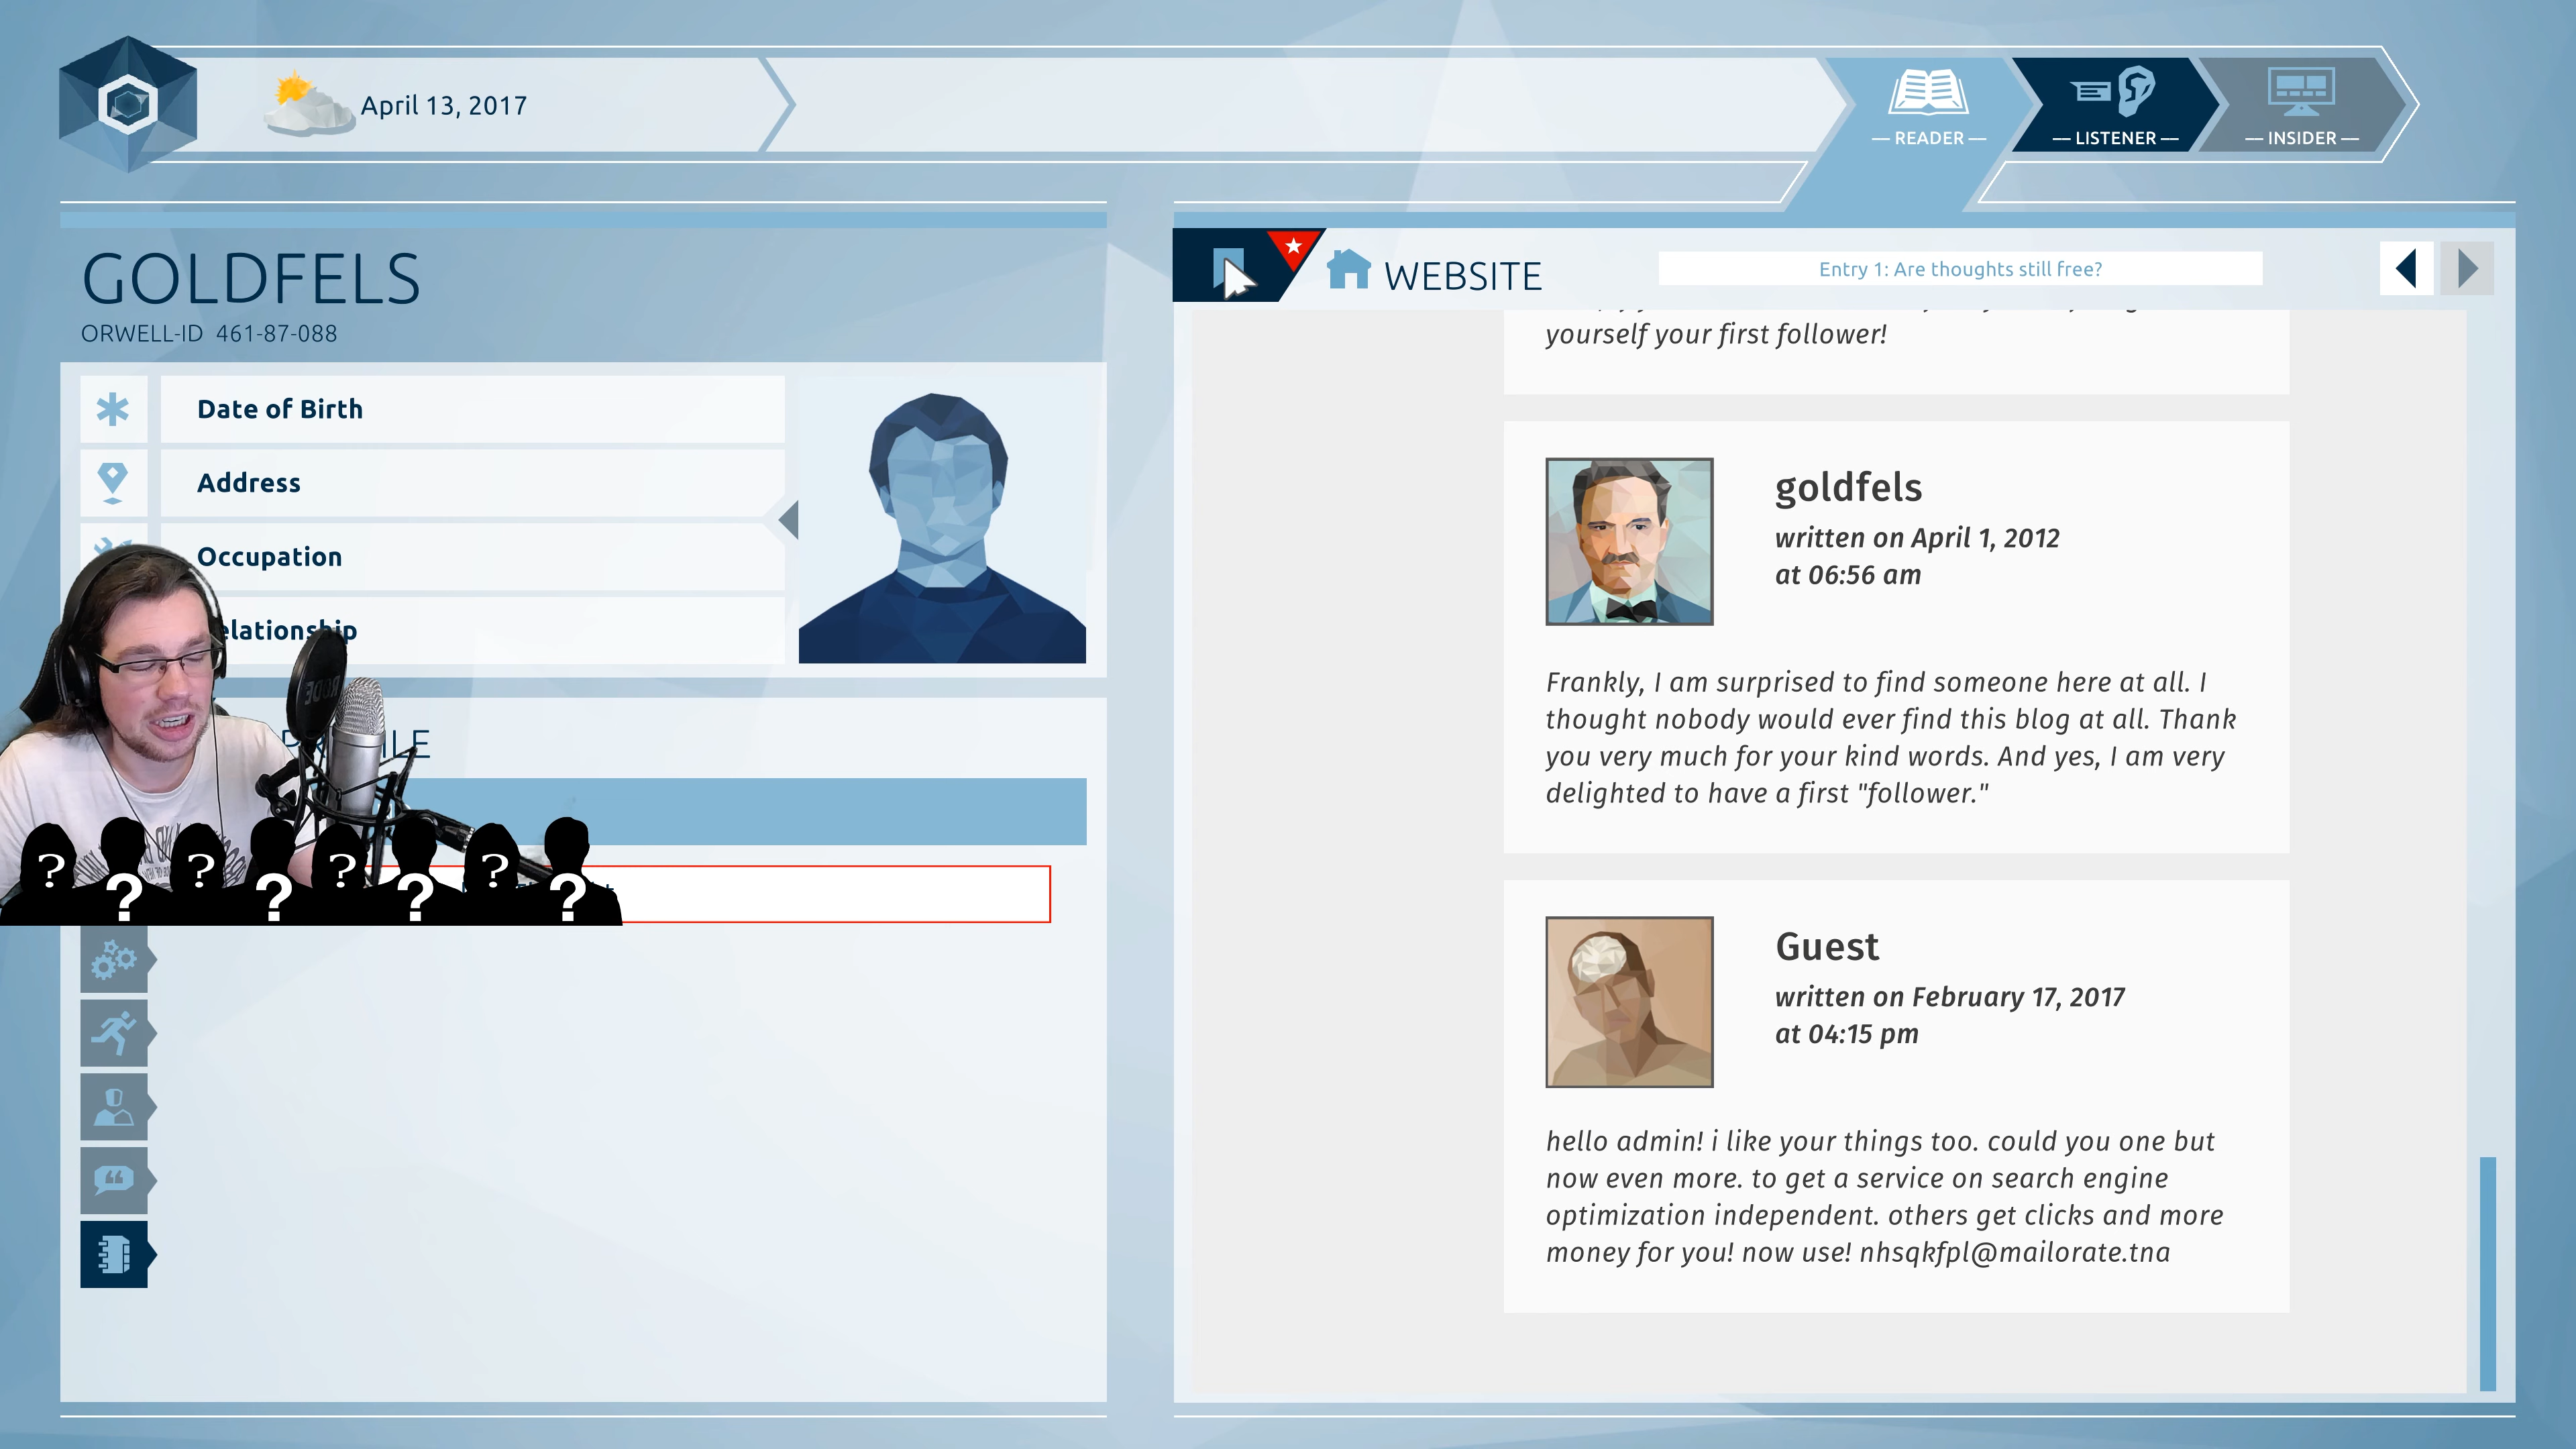 April 13, 2017
READER
LISTENER
INSIDER
GOLDFELS
ORWELL-ID 461-87-088
Date of Birth
Address
Occupation
elationship
WEBSITE
Entry 1: Are thoughts still free?
yourself your first follower!
goldfels
written on April 1, 2012
at 06:56 am
Frankly, I am surprised to find someone here at all. I
thought nobody would ever find this blog at all. Thank
you very much for your kind words. And yes, I am very
delighted to have a first "follower."
Guest
written on February 17, 2017
at 04:15 pm
hello admin! i like your things too. could you one but
now even more. to get a service on search engine
optimization independent. others get clicks and more
money for you! now use! nhsqkfpl@mailorate.tna
RODE
? ? ? ? ? ? ? ?